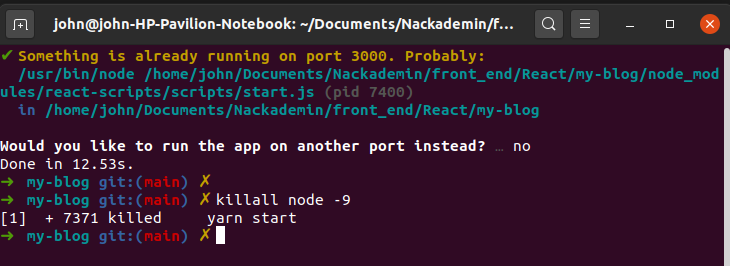 john@john-HP-Pavilion-Notebook: ~/Documents/Nackademin/f…
✔ Something is already running on port 3000. Probably:
/usr/bin/node /home/john/Documents/Nackademin/front_end/React/my-blog/node_mod
ules/react-scripts/scripts/start.js (pid 7400)
in /home/john/Documents/Nackademin/front_end/React/my-blog
Would you like to run the app on another port instead? … no
Done in 12.53s.
➜ my-blog git:(main) ✗
➜ my-blog git:(main) ✗ killall node -9
[1]  + 7371 killed     yarn start
➜ my-blog git:(main) ✗